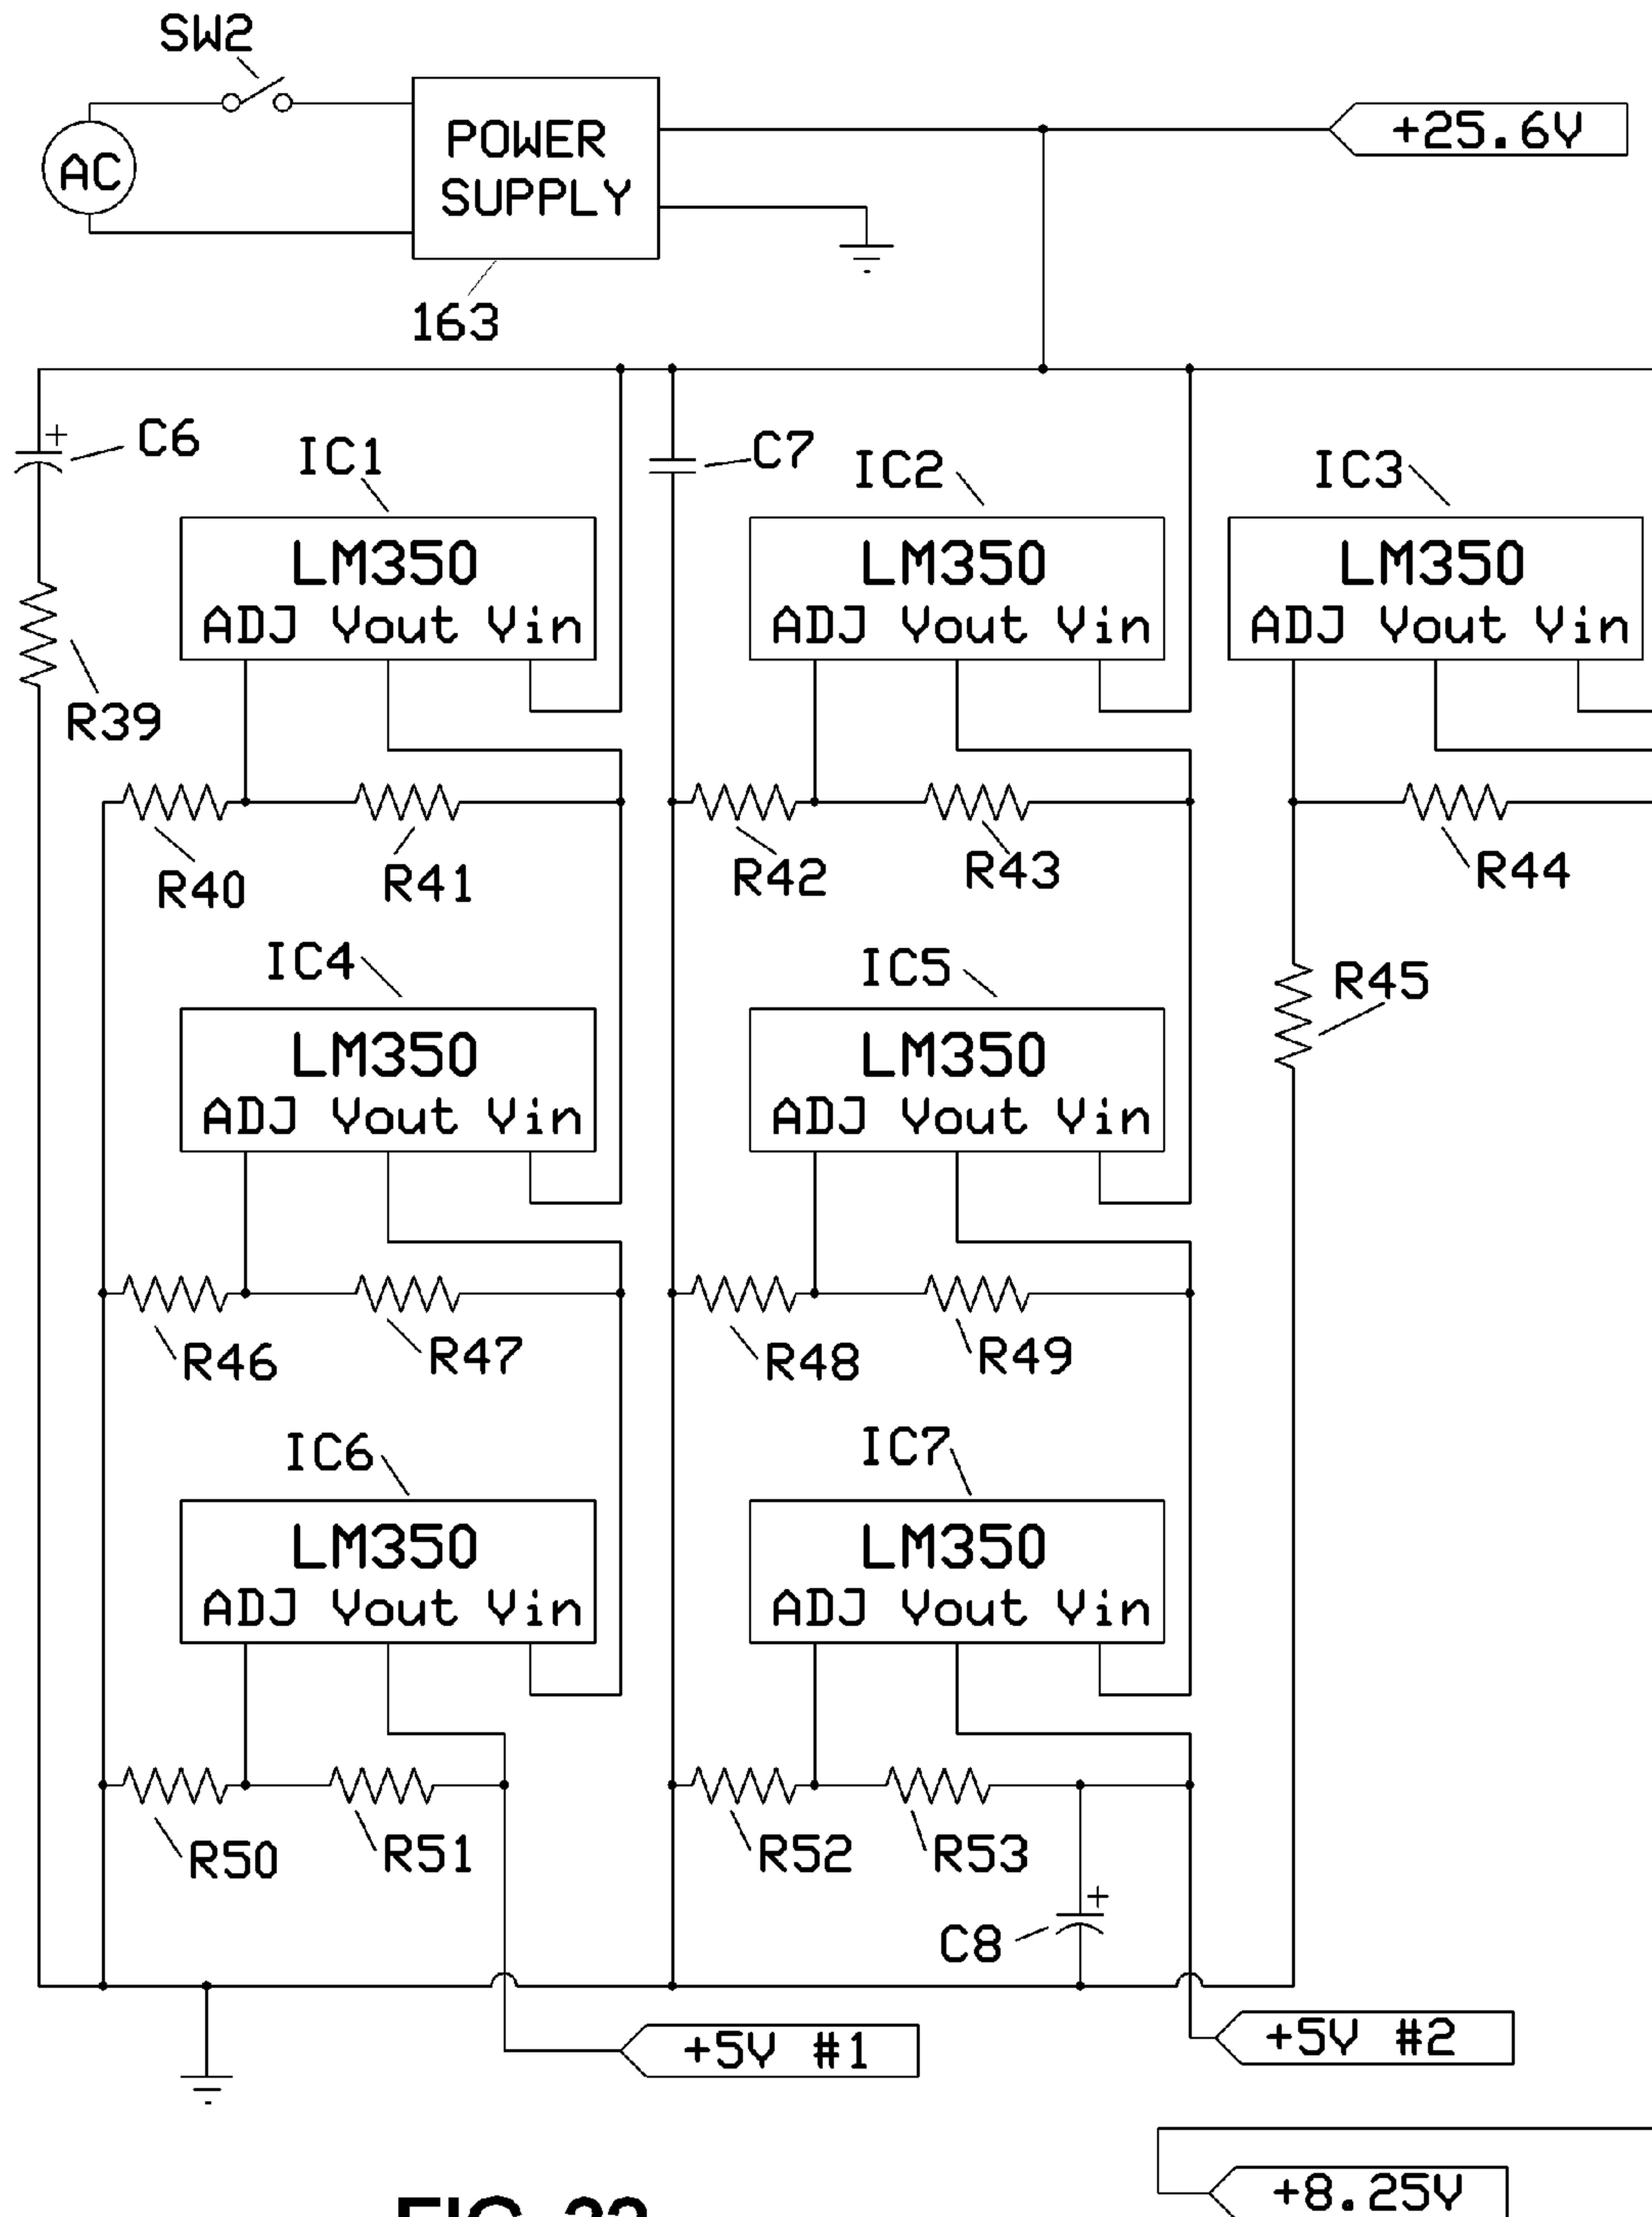 SW2
AC
POWER
SUPPLY
+25.6V
163
+
C6
IC1
C7
IC2
IC3
LM350
ADJ Vout Vin
LM350
ADJ Vout Vin
LM350
ADJ Vout Vin
R39
R40
R41
R42
R43
R44
IC4
IC5
R45
LM350
ADJ Vout Vin
LM350
ADJ Vout Vin
R46
R47
R48
R49
IC6
IC7
LM350
ADJ Vout Vin
LM350
ADJ Vout Vin
R50
R51
R52
R53
+
C8
+5V #1
+5V #2
+8.25V